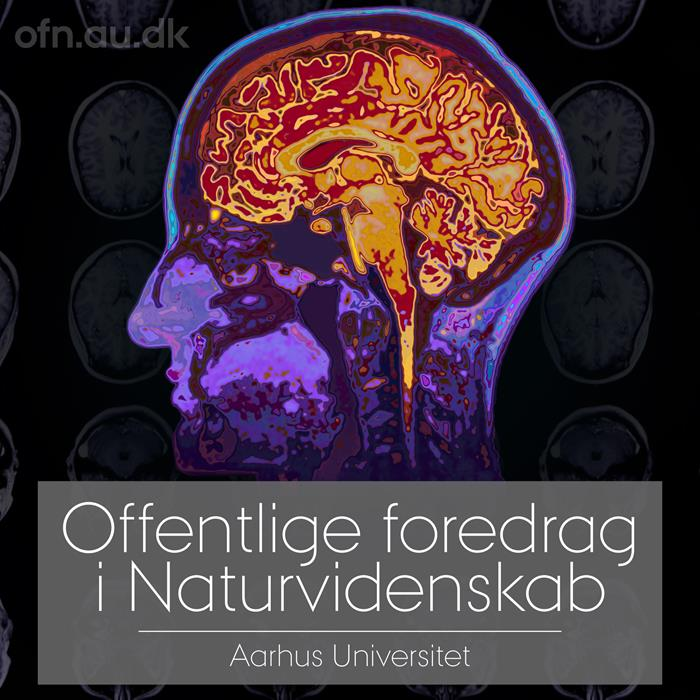 ofn.au.dk
Offentlige foredrag
i Naturvidenskab
Aarhus Universitet